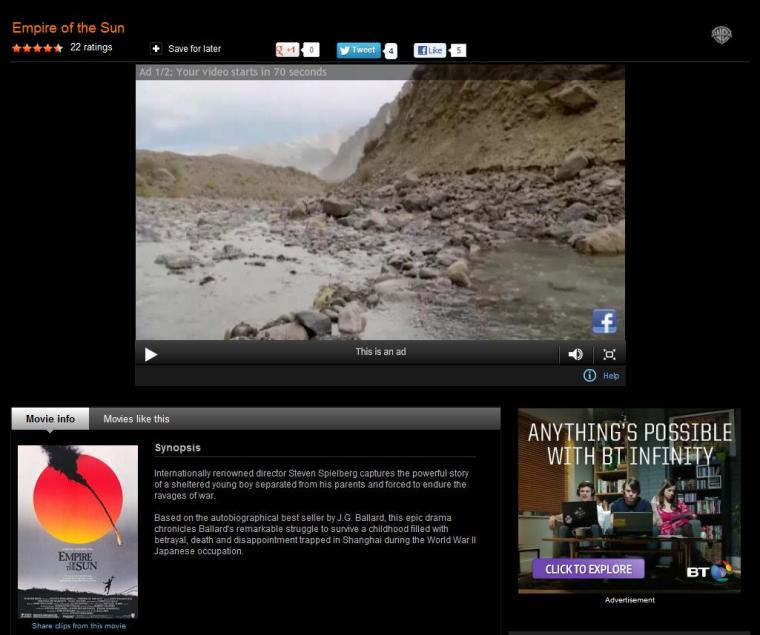 Empire of the Sun
22 ratings
Save for later
+1
0
Tweet
4
Like
5
Ad 1/2: Your video starts in 70 seconds
This is an ad
Help
Movie info
Movies like this
Synopsis
Internationally renowned director Steven Spielberg captures the powerful story
of a sheltered young boy separated from his parents and forced to endure the
ravages of war.
Based on the autobiographical best seller by J.G. Ballard, this epic drama
chronicles Ballard's remarkable struggle to survive a childhood filled with
betrayal, death and disappointment trapped in Shanghai during the World War II
Japanese occupation.
EMPIRE
OF THE
SUN
Share clips from this movie
ANYTHING'S POSSIBLE
WITH BT INFINITY
CLICK TO EXPLORE
BT
Advertisement